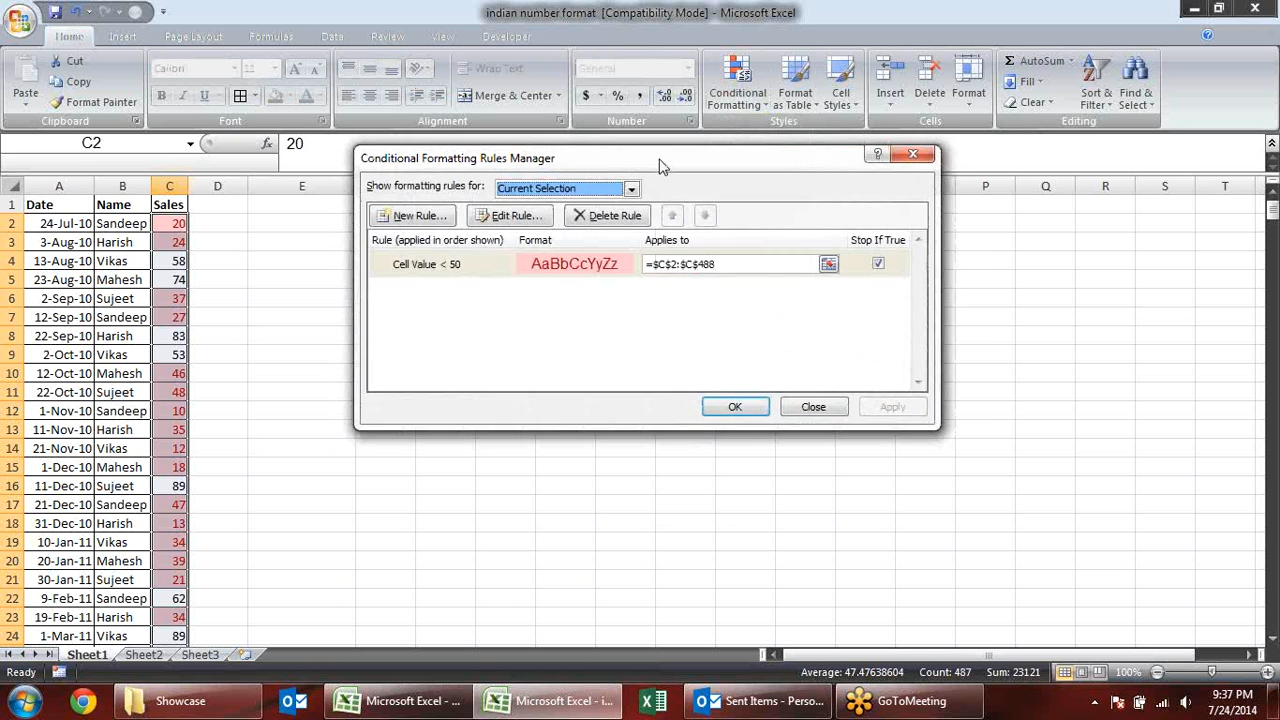 indian number format [Compatibility Mode] - Microsoft Excel
Home Insert Page Layout Formulas Data Review View Developer
Cut
Copy
Format Painter
Paste
Clipboard
Calibri 11
B I U
Font
Wrap Text
Merge & Center
Alignment
General
$ % ,
Number
Conditional Formatting
Format as Table
Cell Styles
Styles
Insert Delete Format
Cells
AutoSum
Fill
Clear
Sort & Filter
Find & Select
Editing
C2 fx 20
Conditional Formatting Rules Manager
Show formatting rules for: Current Selection
New Rule... Edit Rule... Delete Rule
Rule (applied in order shown) Format Applies to Stop If True
Cell Value < 50 AaBbCcYyZz =$C$2:$C$488
OK Close Apply
A B C D E P Q R S T
1 Date Name Sales
2 24-Jul-10 Sandeep 20
3 3-Aug-10 Harish 24
4 13-Aug-10 Vikas 58
5 23-Aug-10 Mahesh 74
6 2-Sep-10 Sujeet 37
7 12-Sep-10 Sandeep 27
8 22-Sep-10 Harish 83
9 2-Oct-10 Vikas 53
10 12-Oct-10 Mahesh 46
11 22-Oct-10 Sujeet 48
12 1-Nov-10 Sandeep 10
13 11-Nov-10 Harish 35
14 21-Nov-10 Vikas 12
15 1-Dec-10 Mahesh 18
16 11-Dec-10 Sujeet 89
17 21-Dec-10 Sandeep 47
18 31-Dec-10 Harish 13
19 10-Jan-11 Vikas 34
20 20-Jan-11 Mahesh 39
21 30-Jan-11 Sujeet 21
22 9-Feb-11 Sandeep 62
23 19-Feb-11 Harish 34
24 1-Mar-11 Vikas 89
Sheet1 Sheet2 Sheet3
Ready Average: 47.47638604 Count: 487 Sum: 23121 100%
Showcase Microsoft Excel - ... Microsoft Excel - i... Sent Items - Perso... GoToMeeting
9:37 PM
7/24/2014